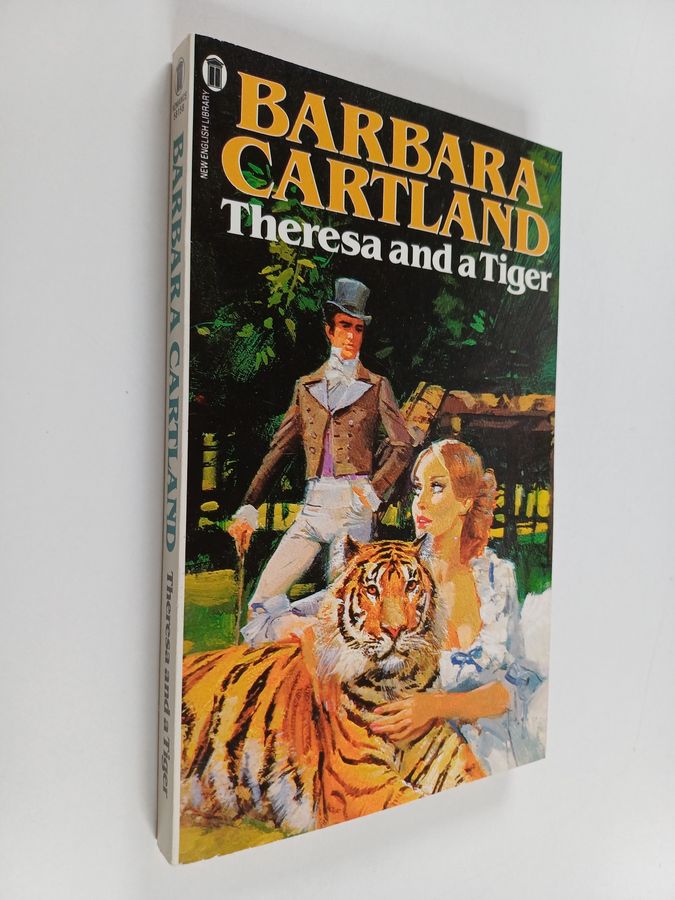 NEW ENGLISH LIBRARY
BARBARA
CARTLAND
Theresa and a Tiger
BARBARA CARTLAND
Theresa and a Tiger